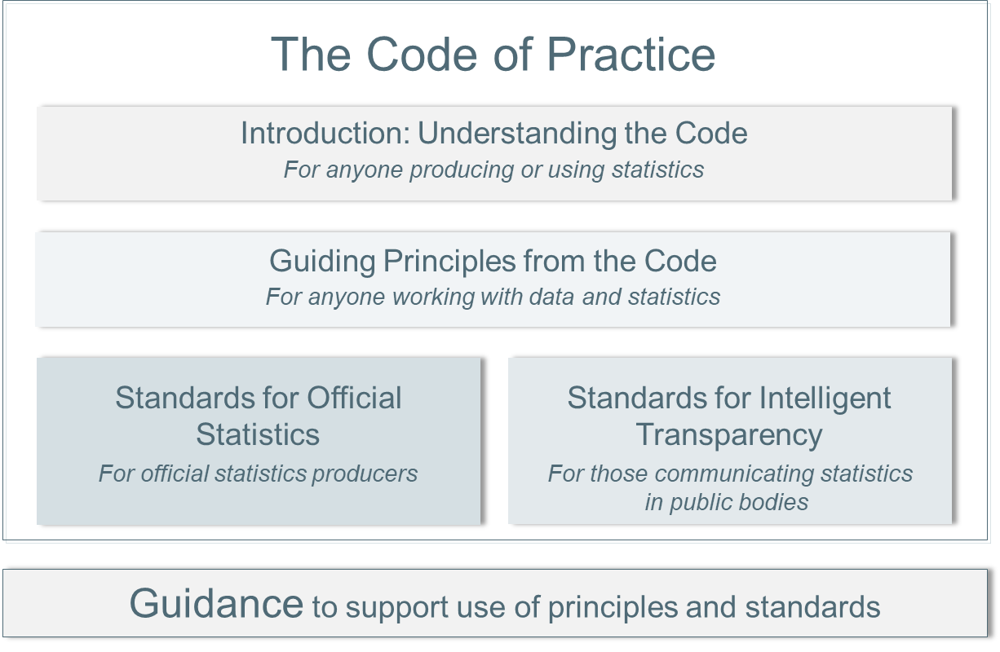 The Code of Practice
Introduction: Understanding the Code
For anyone producing or using statistics
Guiding Principles from the Code
For anyone working with data and statistics
Standards for Official
Statistics
For official statistics producers
Standards for Intelligent
Transparency
For those communicating statistics
in public bodies
Guidance to support use of principles and standards